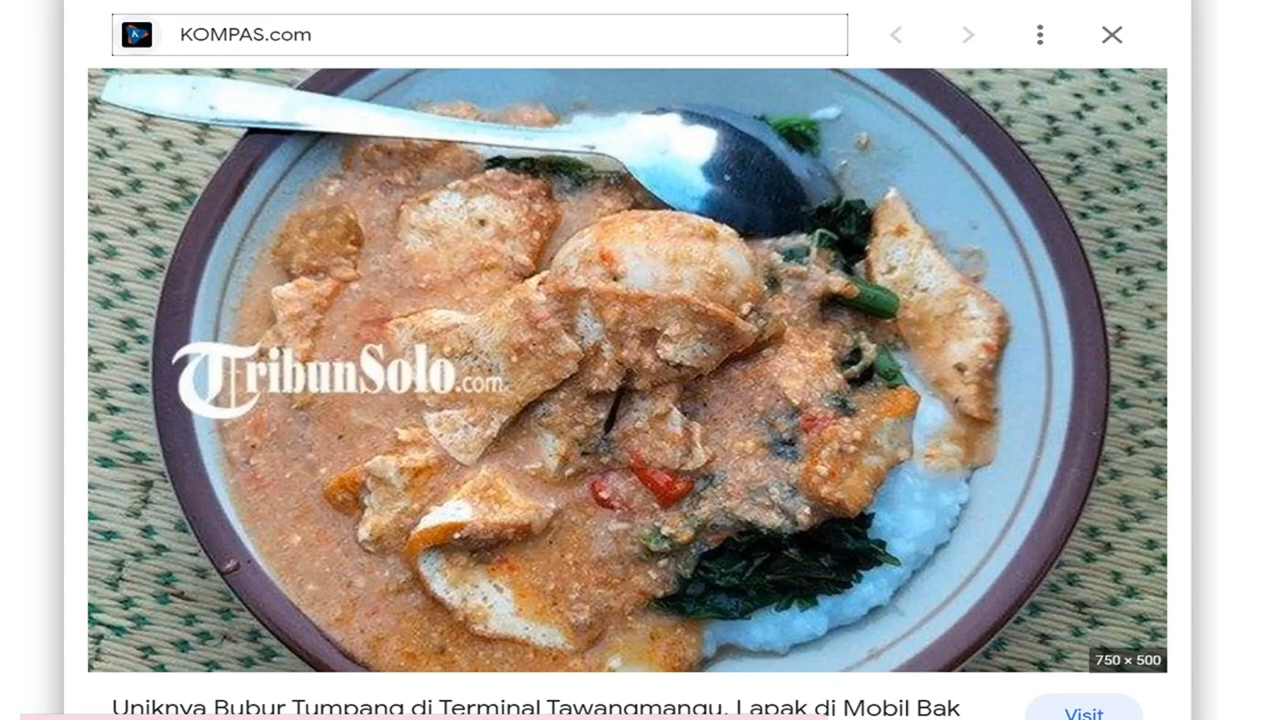 KOMPAS.com
TribunSolo.com
750 × 500
Uniknya Bubur Tumpang di Terminal Tawangmangu, Lapak di Mobil Bak
Visit